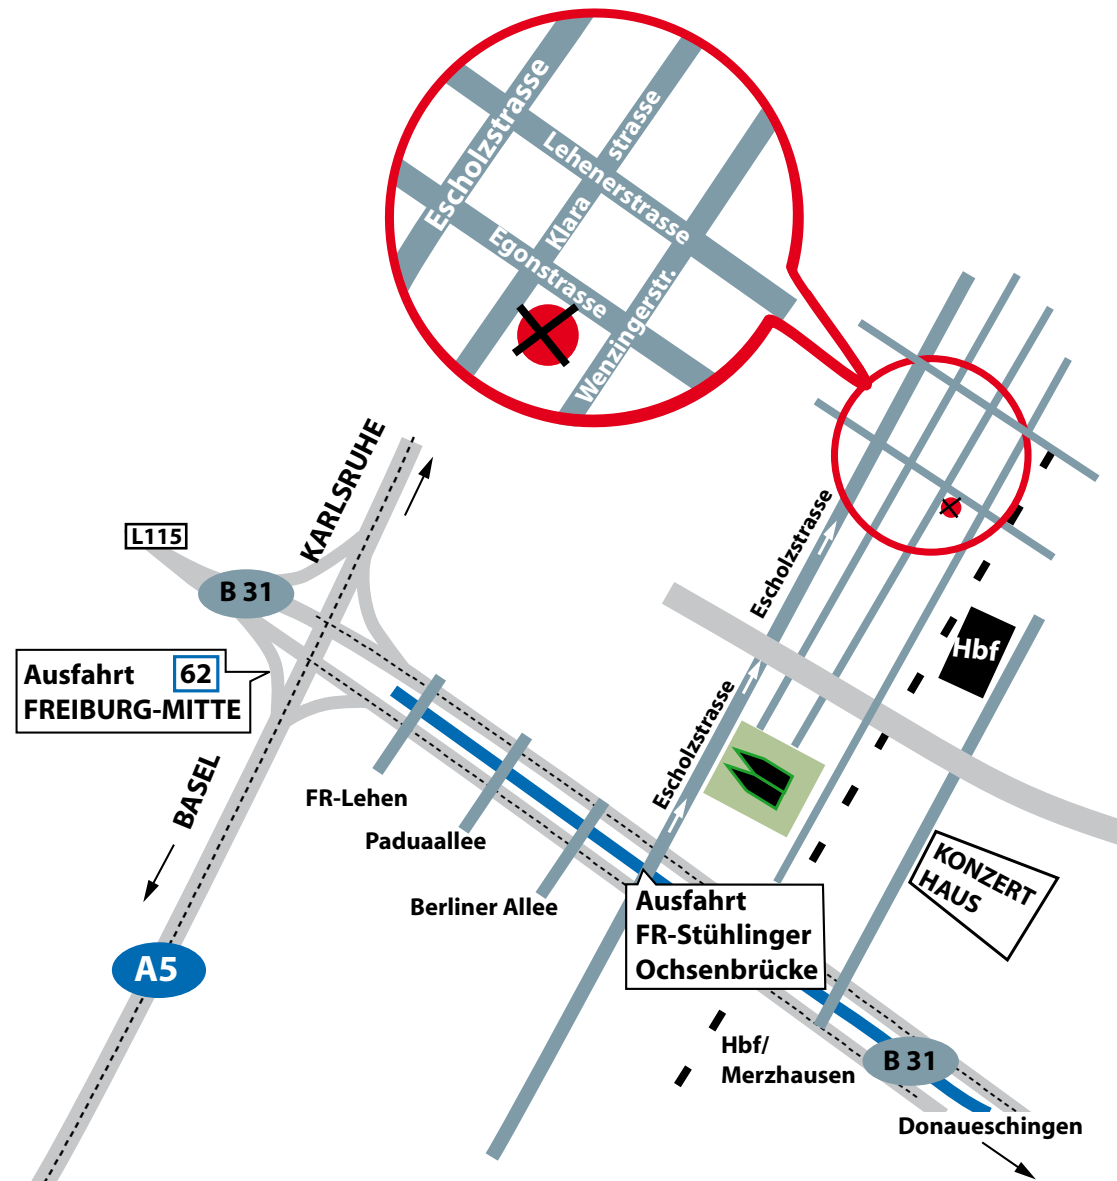 Escholzstrasse
Lehenerstrasse
Klara
strasse
Egonstrasse
Wenzingerstr.
KARLSRUHE
L115
B 31
Ausfahrt 62
FREIBURG-MITTE
BASEL
A5
FR-Lehen
Paduaallee
Berliner Allee
Escholzstrasse
Escholzstrasse
Hbf
KONZERT
HAUS
Ausfahrt
FR-Stühlinger
Ochsenbrücke
Hbf/
Merzhausen
B 31
Donaueschingen